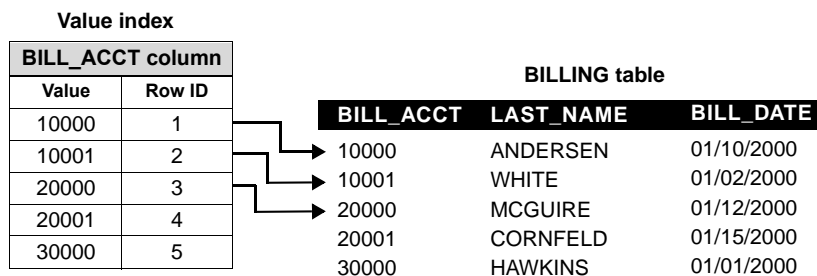 Value index
BILL_ACCT column
Value Row ID
10000 1
10001 2
20000 3
20001 4
30000 5
BILLING table
BILL_ACCT LAST_NAME BILL_DATE
10000 ANDERSEN 01/10/2000
10001 WHITE 01/02/2000
20000 MCGUIRE 01/12/2000
20001 CORNFELD 01/15/2000
30000 HAWKINS 01/01/2000